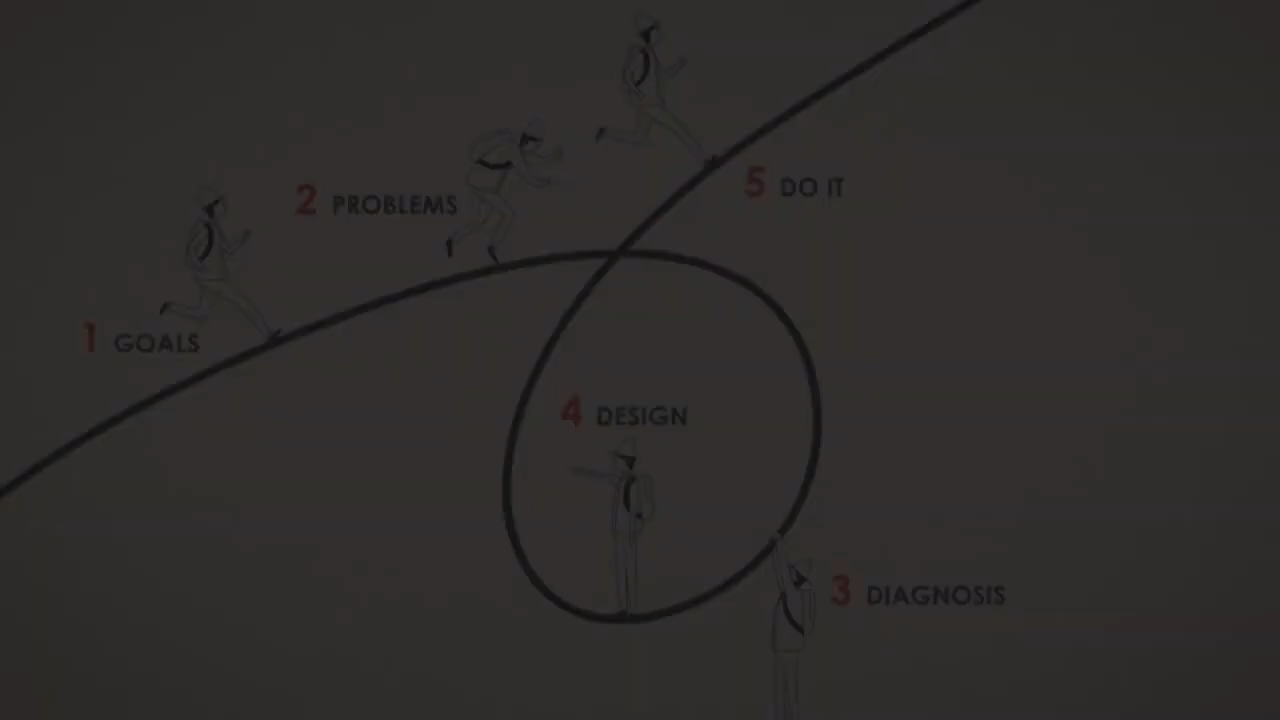 1 GOALS
2 PROBLEMS
3 DIAGNOSIS
4 DESIGN
5 DO IT